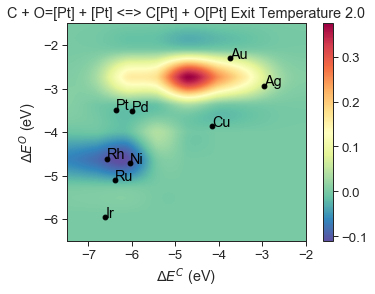 C + O=[Pt] + [Pt] <=> C[Pt] + O[Pt] Exit Temperature 2.0
−2
−3
−4
−5
−6
ΔE^O (eV)
Au
Ag
Pt
Pd
Cu
Rh
Ni
Ru
Ir
−7
−6
−5
−4
−3
−2
ΔE^C (eV)
0.3
0.2
0.1
0.0
−0.1